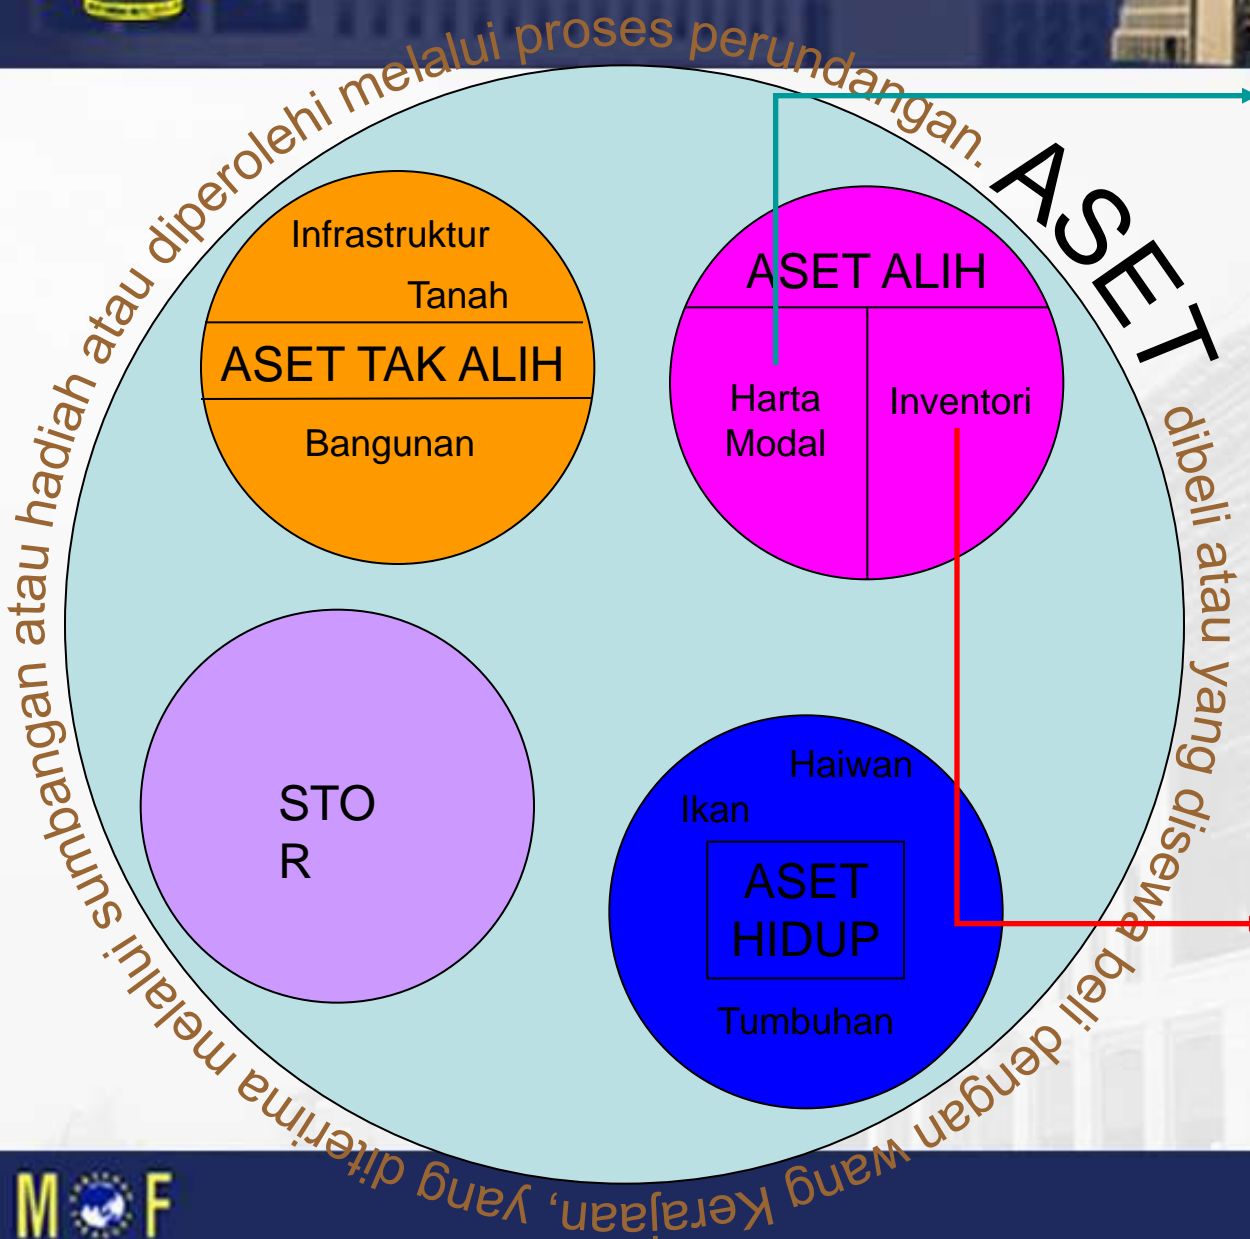 ASET
dibeli atau yang disewa beli dengan wang Kerajaan, yang diterima melalui sumbangan atau hadiah atau diperolehi melalui proses perundangan.
Infrastruktur
Tanah
ASET TAK ALIH
Bangunan
ASET ALIH
Harta
Modal
Inventori
STO
R
Haiwan
Ikan
ASET
HIDUP
Tumbuhan
M F